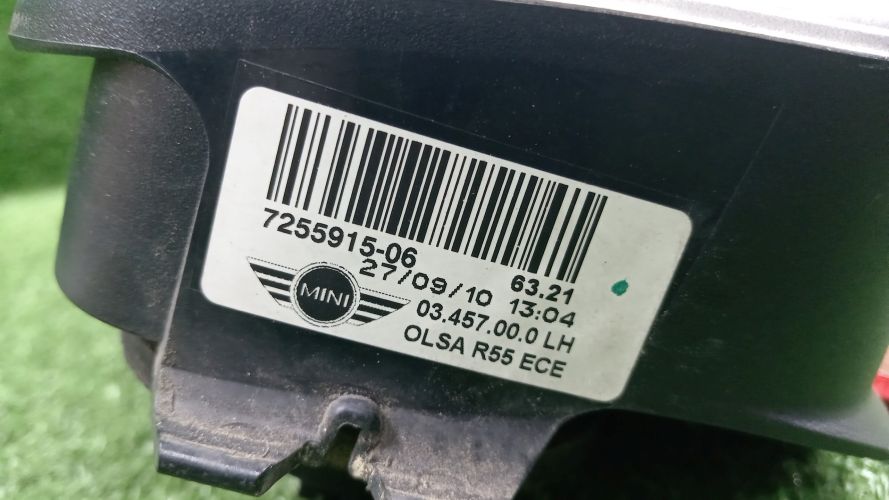 7255915-06 63.21
27/09/10 13:04
MINI
03.457.00.0 LH
OLSA R55 ECE